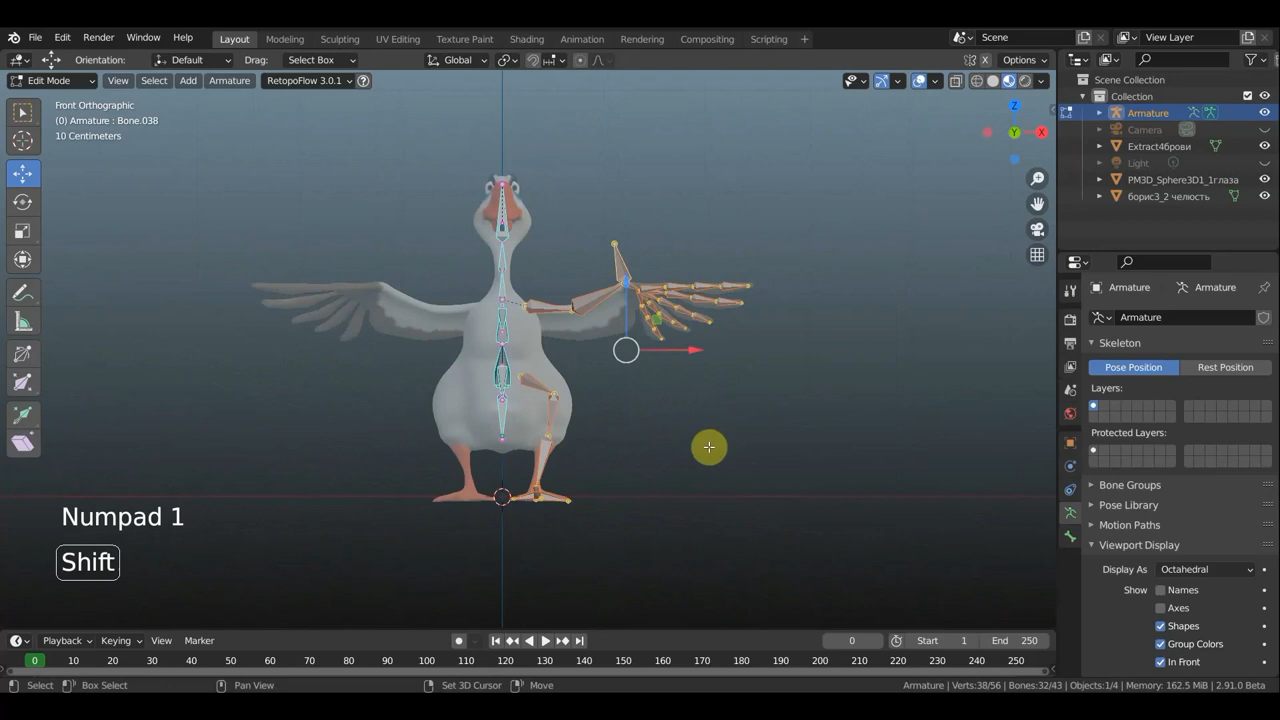 File Edit Render Window Help Layout Modeling Sculpting UV Editing Texture Paint Shading Animation Rendering Compositing Scripting + Scene View Layer
Orientation: Default Drag: Select Box Global X Options
Edit Mode View Select Add Armature RetopoFlow 3.0.1 ?
Front Orthographic
(0) Armature : Bone.038
10 Centimeters
Z
Y
X
Numpad 1
Shift
Scene Collection
Collection
Armature
Camera
Extract4брови
Light
PM3D_Sphere3D1_1глаза
борис3_2 челюсть
Armature Armature
Armature
Skeleton
Pose Position Rest Position
Layers:
Protected Layers:
Bone Groups
Pose Library
Motion Paths
Viewport Display
Display As Octahedral
Show Names
Axes
Shapes
Group Colors
In Front
Playback Keying View Marker 0 Start 1 End 250
0 10 20 30 40 50 60 70 80 90 100 110 120 130 140 150 160 170 180 190 200 210 220 230 240 250
Select Box Select Pan View Set 3D Cursor Move Armature | Verts:38/56 | Bones:32/43 | Objects:1/4 | Memory: 162.5 MiB | 2.91.0 Beta